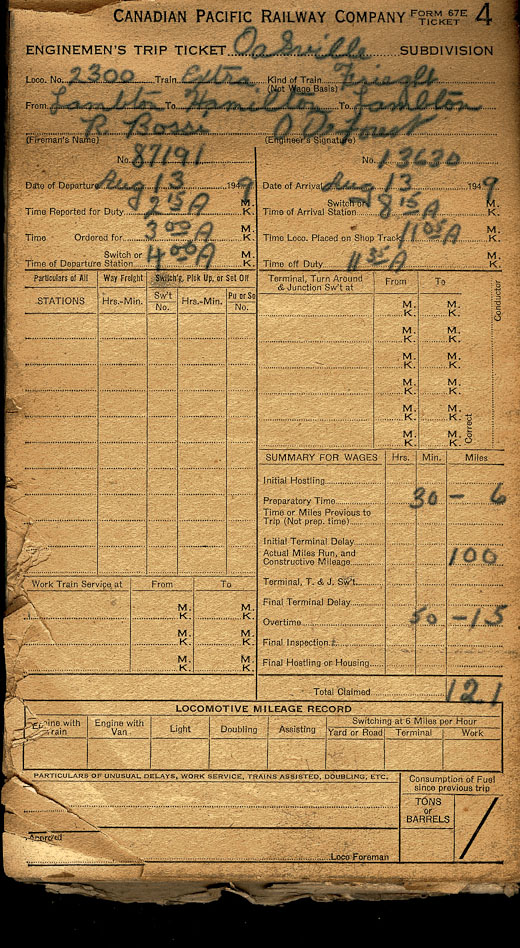 CANADIAN PACIFIC RAILWAY COMPANY FORM 67E TICKET 4
ENGINEMEN'S TRIP TICKET Oakville SUBDIVISION
Loco. No. 2300 Train Extra Kind of Train Frieght
(Not Wage Basis)
From Lambton To Hamilton To Lambton
R Rossi O DeForest
(Fireman's Name) (Engineer's Signature)
No. 87191 No. 13630
Date of Departure Aug 13 1949 Date of Arrival Aug 13 1949
Time Reported for Duty 2 15 A M. K. Switch or Time of Arrival Station 8 15 A M. K.
Time Ordered for 3 00 A M. K. Time Loco. Placed on Shop Track 11 05 A M. K.
Switch or Time of Departure Station 4 00 A M. K. Time off Duty 11 35 A M. K.
Particulars of All Way Freight Switch'g, Pick Up, or Set Off Terminal, Turn Around & Junction Sw't at From To
STATIONS Hrs.-Min. Sw't No. Hrs.-Min. Pu or So No.
M. K. M. K.
M. K. M. K.
M. K. M. K.
M. K. M. K.
M. K. M. K.
M. K. M. K.
Correct Conductor
SUMMARY FOR WAGES Hrs. Min. Miles
Initial Hostling
Preparatory Time 30 - 6
Time or Miles Previous to Trip (Not prep. time)
Initial Terminal Delay
Actual Miles Run, and Constructive Mileage 100
Terminal, T. & J. Sw't.
Final Terminal Delay
Overtime 50 - 15
Final Inspection
Final Hostling or Housing
Total Claimed 121
Work Train Service at From To
M. K. M. K.
M. K. M. K.
M. K. M. K.
LOCOMOTIVE MILEAGE RECORD
Engine with Train Engine with Van Light Doubling Assisting Switching at 6 Miles per Hour
Yard or Road Terminal Work
PARTICULARS OF UNUSUAL DELAYS, WORK SERVICE, TRAINS ASSISTED, DOUBLING, ETC. Consumption of Fuel since previous trip
TONS or BARRELS /
Approved
Loco Foreman